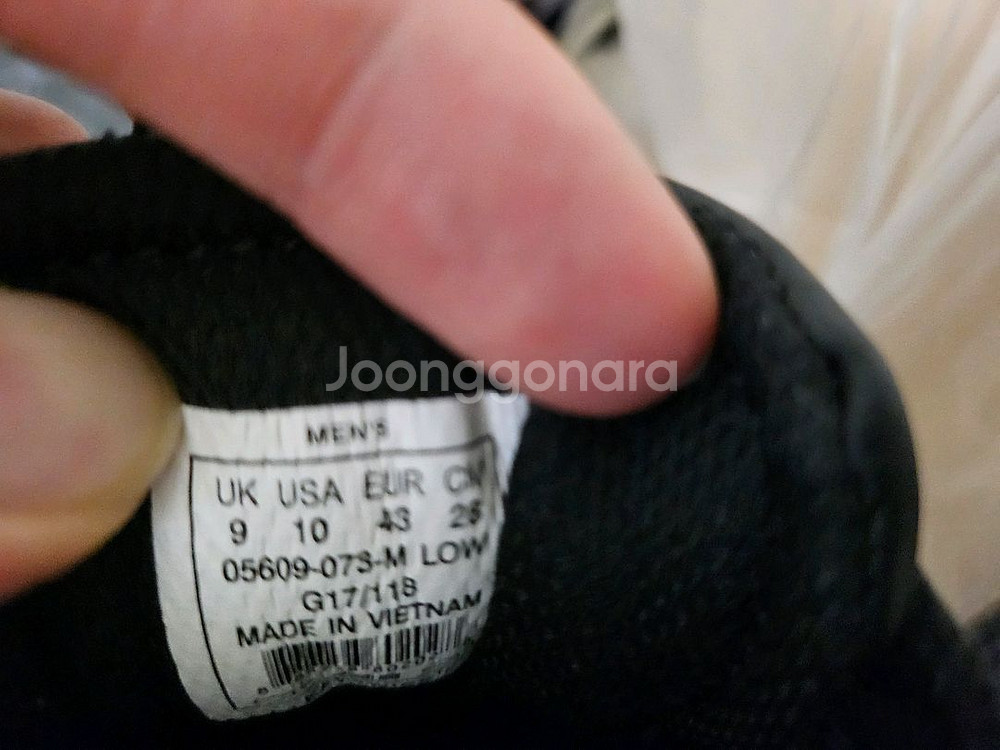 Joonggonara
MEN'S
UK USA EUR CM
9 10 43 28
05609-073-M LOW
G17/118
MADE IN VIETNAM